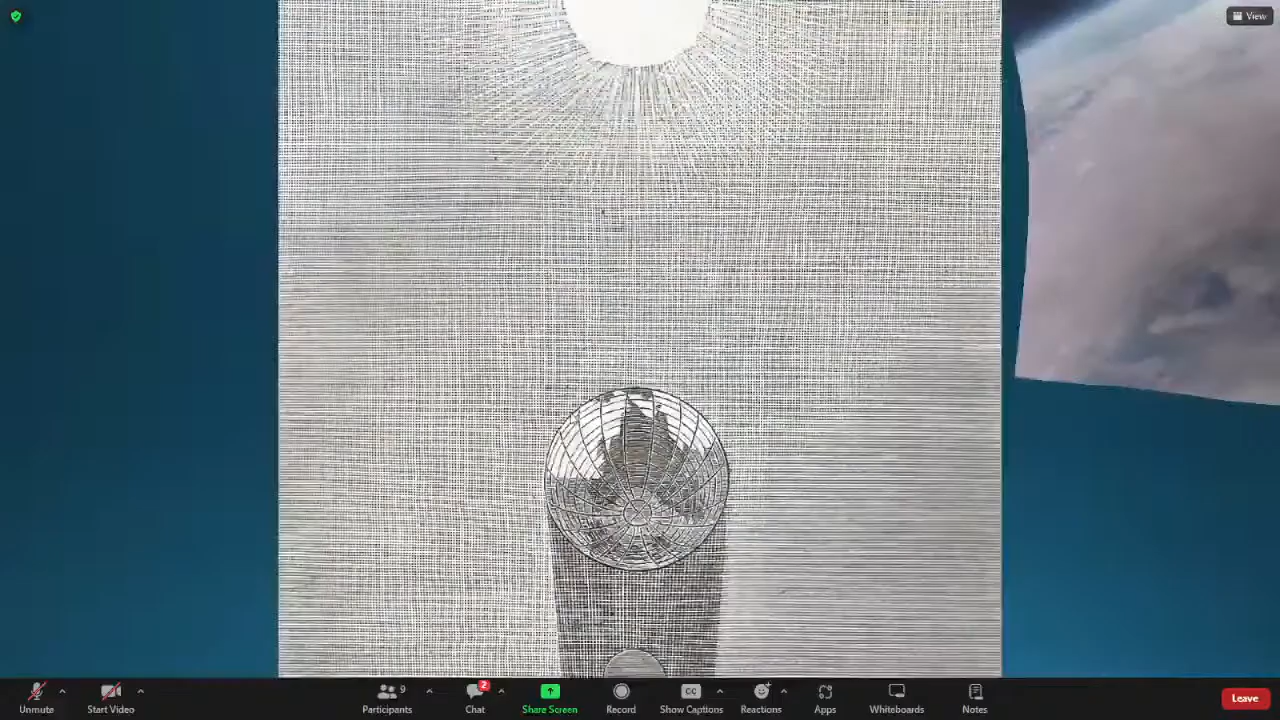 View
Unmute
Start Video
Participants
9
Chat
2
Share Screen
Record
CC
Show Captions
Reactions
Apps
Whiteboards
Notes
Leave